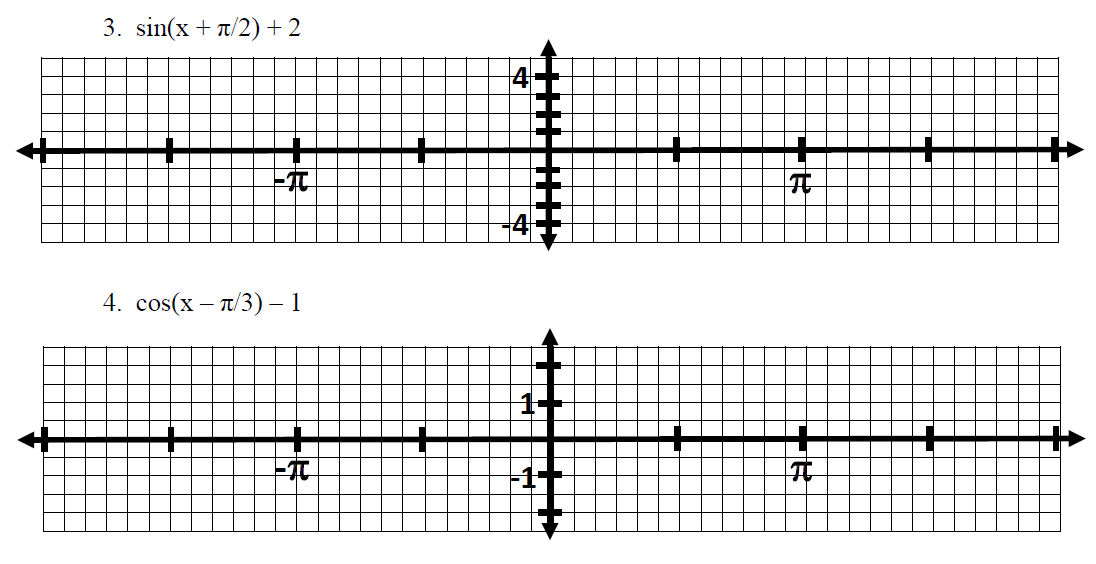 3. sin(x + π/2) + 2
4
-π π
-4
4. cos(x – π/3) – 1
1
-π π
-1